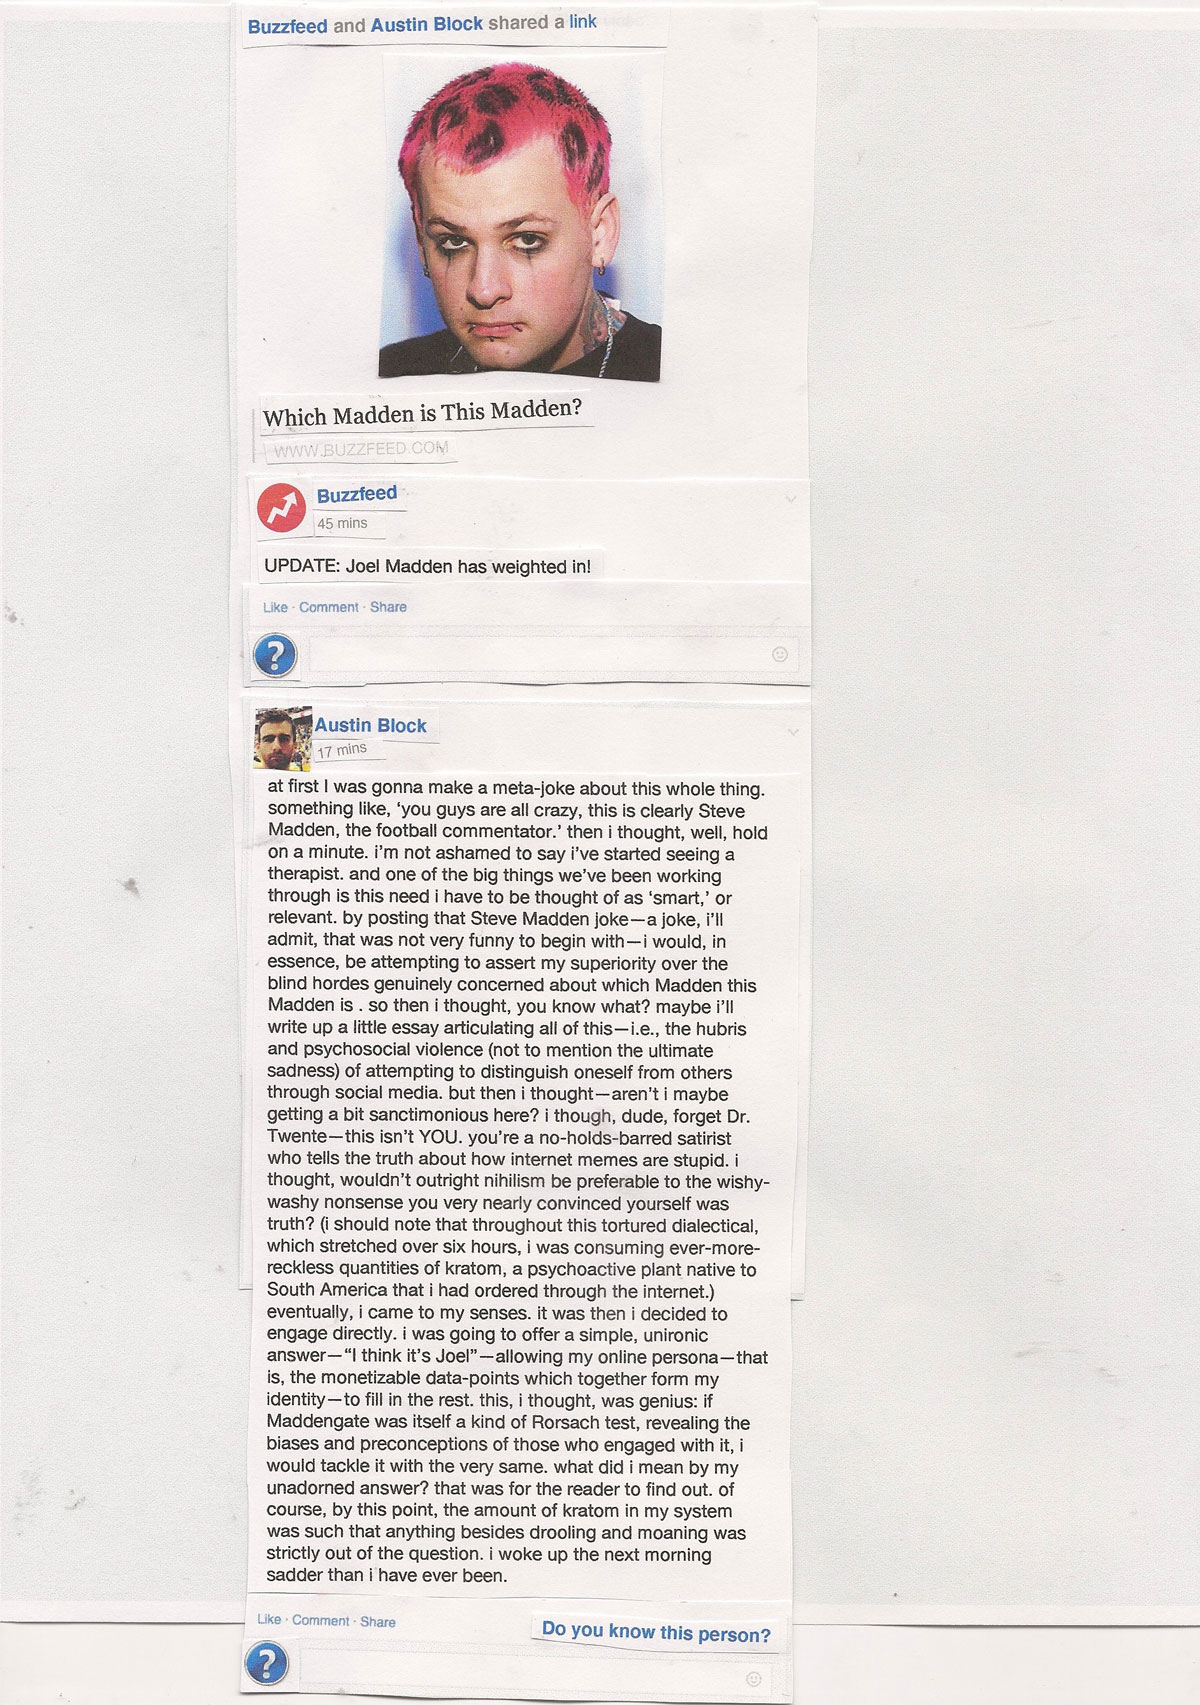 Buzzfeed and Austin Block shared a link
Which Madden is This Madden?
WWW.BUZZFEED.COM
Buzzfeed
45 mins
UPDATE: Joel Madden has weighted in!
Like · Comment · Share
?
Austin Block
17 mins
at first I was gonna make a meta-joke about this whole thing.
something like, ‘you guys are all crazy, this is clearly Steve
Madden, the football commentator.’ then i thought, well, hold
on a minute. i’m not ashamed to say i’ve started seeing a
therapist. and one of the big things we’ve been working
through is this need i have to be thought of as ‘smart,’ or
relevant. by posting that Steve Madden joke—a joke, i’ll
admit, that was not very funny to begin with—i would, in
essence, be attempting to assert my superiority over the
blind hordes genuinely concerned about which Madden this
Madden is . so then i thought, you know what? maybe i’ll
write up a little essay articulating all of this—i.e., the hubris
and psychosocial violence (not to mention the ultimate
sadness) of attempting to distinguish oneself from others
through social media. but then i thought—aren’t i maybe
getting a bit sanctimonious here? i though, dude, forget Dr.
Twente—this isn’t YOU. you’re a no-holds-barred satirist
who tells the truth about how internet memes are stupid. i
thought, wouldn’t outright nihilism be preferable to the wishy-
washy nonsense you very nearly convinced yourself was
truth? (i should note that throughout this tortured dialectical,
which stretched over six hours, i was consuming ever-more-
reckless quantities of kratom, a psychoactive plant native to
South America that i had ordered through the internet.)
eventually, i came to my senses. it was then i decided to
engage directly. i was going to offer a simple, unironic
answer—“I think it’s Joel”—allowing my online persona—that
is, the monetizable data-points which together form my
identity—to fill in the rest. this, i thought, was genius: if
Maddengate was itself a kind of Rorsach test, revealing the
biases and preconceptions of those who engaged with it, i
would tackle it with the very same. what did i mean by my
unadorned answer? that was for the reader to find out. of
course, by this point, the amount of kratom in my system
was such that anything besides drooling and moaning was
strictly out of the question. i woke up the next morning
sadder than i have ever been.
Like · Comment · Share
Do you know this person?
?